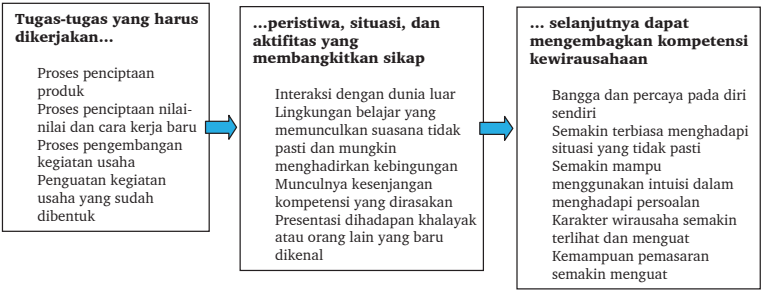 Tugas-tugas yang harus
dikerjakan...
Proses penciptaan
produk
Proses penciptaan nilai-
nilai dan cara kerja baru
Proses pengembangan
kegiatan usaha
Penguatan kegiatan
usaha yang sudah
dibentuk
...peristiwa, situasi, dan
aktifitas yang
membangkitkan sikap
Interaksi dengan dunia luar
Lingkungan belajar yang
memunculkan suasana tidak
pasti dan mungkin
menghadirkan kebingungan
Munculnya kesenjangan
kompetensi yang dirasakan
Presentasi dihadapan khalayak
atau orang lain yang baru
dikenal
... selanjutnya dapat
mengembagkan kompetensi
kewirausahaan
Bangga dan percaya pada diri
sendiri
Semakin terbiasa menghadapi
situasi yang tidak pasti
Semakin mampu
menggunakan intuisi dalam
menghadapi persoalan
Karakter wirausaha semakin
terlihat dan menguat
Kemampuan pemasaran
semakin menguat